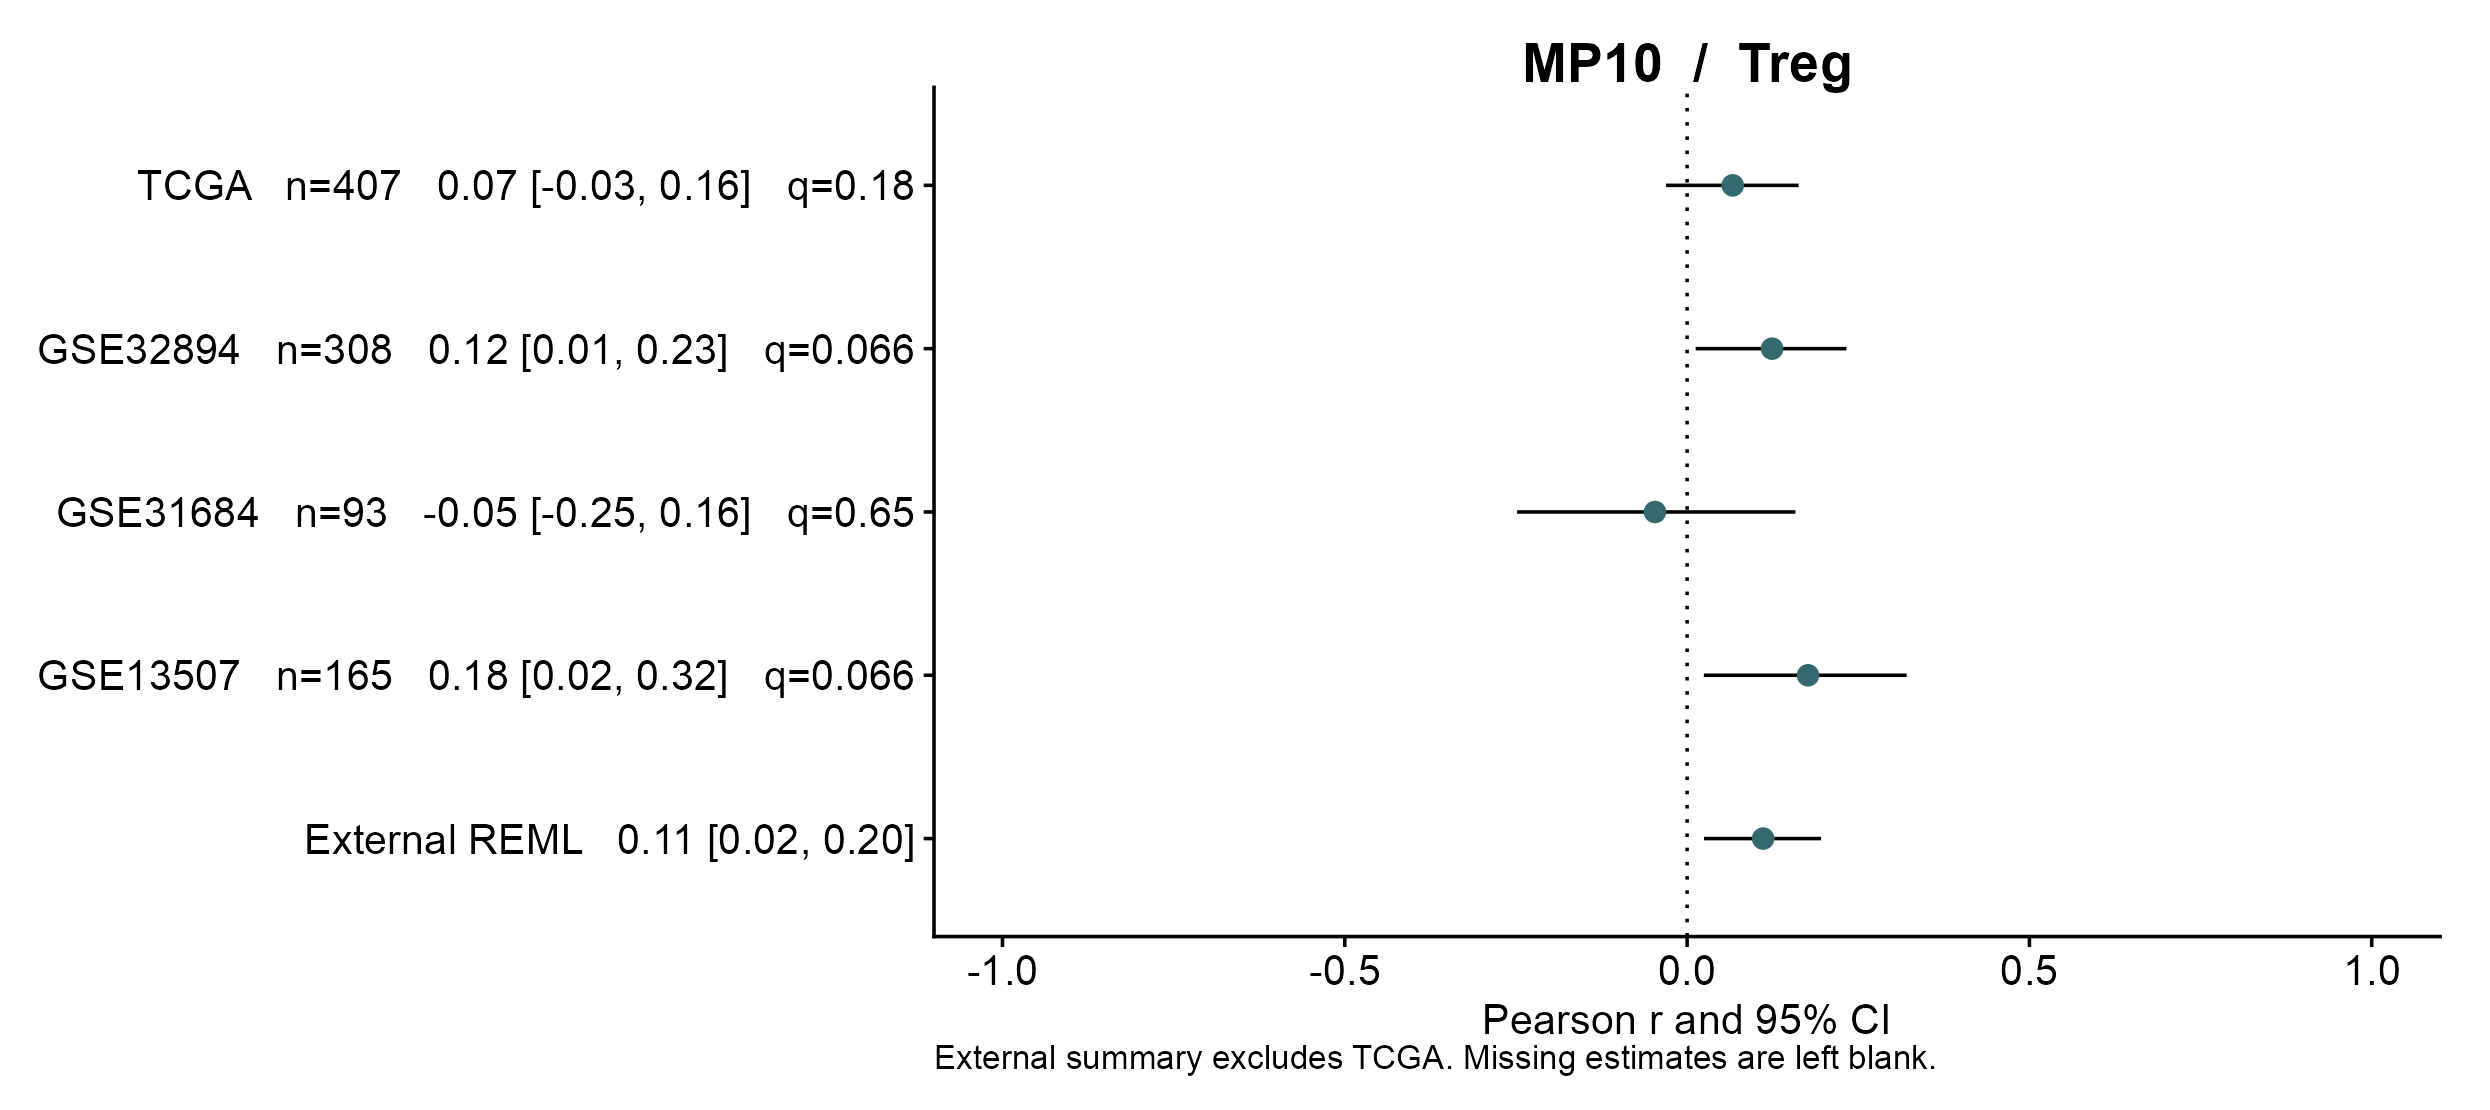 MP10 / Treg
TCGA n=407 0.07 [-0.03, 0.16] q=0.18
GSE32894 n=308 0.12 [0.01, 0.23] q=0.066
GSE31684 n=93 -0.05 [-0.25, 0.16] q=0.65
GSE13507 n=165 0.18 [0.02, 0.32] q=0.066
External REML 0.11 [0.02, 0.20]
-1.0 -0.5 0.0 0.5 1.0
Pearson r and 95% CI
External summary excludes TCGA. Missing estimates are left blank.